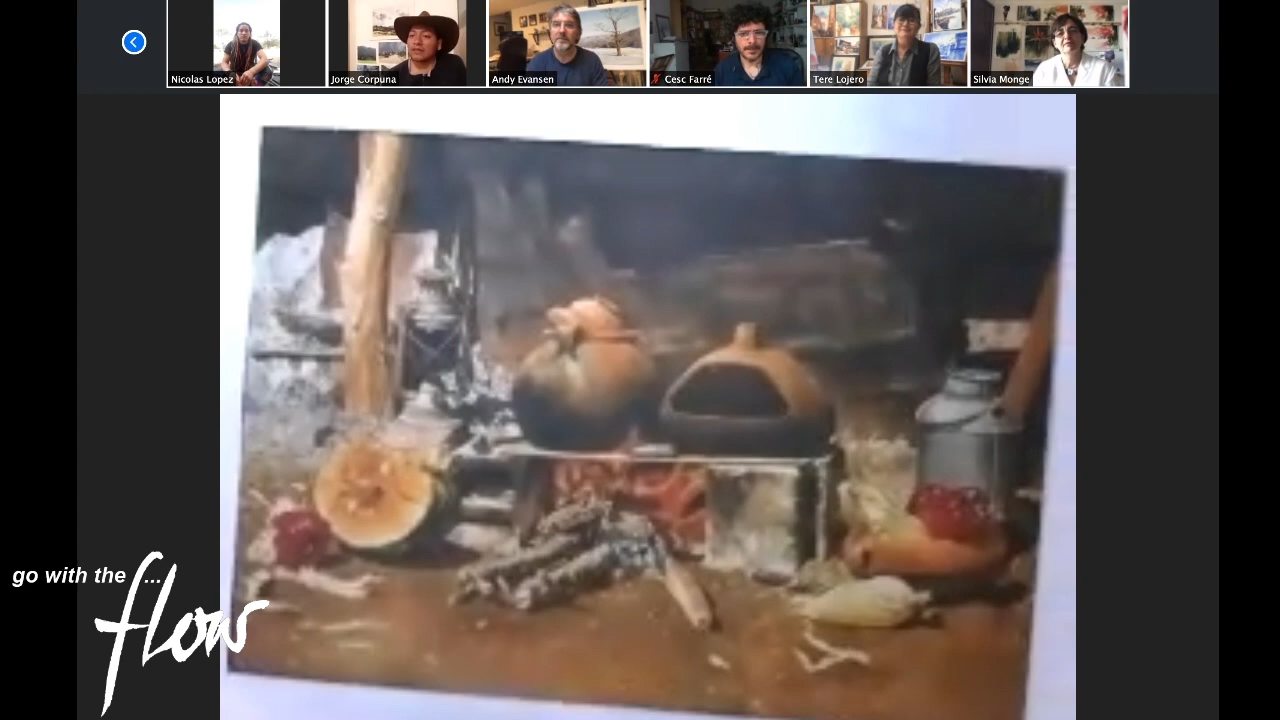 Nicolas Lopez
Jorge Corpuna
Andy Evansen
Cesc Farré
Tere Lojero
Silvia Monge
go with the ...
flow